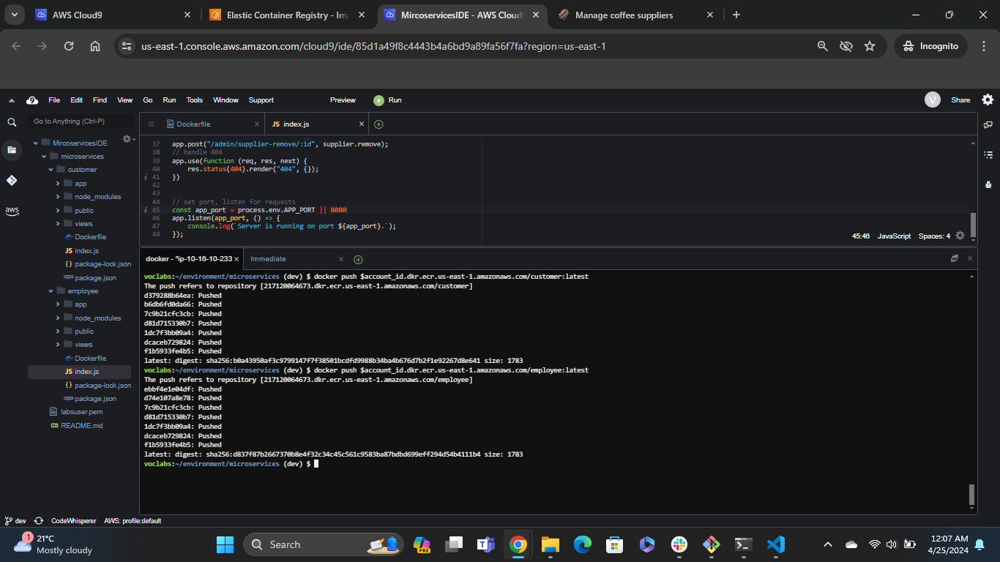 AWS Cloud9
Elastic Container Registry - Ima
MircoservicesIDE - AWS Cloud9
Manage coffee suppliers
us-east-1.console.aws.amazon.com/cloud9/ide/85d1a49f8c4443b4a6bd9a89fa56f7fa?region=us-east-1
Incognito
9 File Edit Find View Go Run Tools Window Support Preview Run V Share
Go to Anything (Ctrl-P)
MircoservicesIDE
microservices
customer
app
node_modules
public
views
Dockerfile
JS index.js
{} package-lock.json
package.json
employee
app
node_modules
public
views
Dockerfile
JS index.js
{} package-lock.json
package.json
labsuser.pem
README.md
aws
Dockerfile
JS index.js
37 app.post("/admin/supplier-remove/:id", supplier.remove);
38 // handle 404
39 app.use(function (req, res, next) {
40 res.status(404).render("404", {});
i 41 })
42
43
44 // set port, listen for requests
i 45 const app_port = process.env.APP_PORT || 8080
46 app.listen(app_port, () => {
47 console.log(`Server is running on port ${app_port}.`);
48 });
45:46 JavaScript Spaces: 4
docker - "ip-10-16-10-233
Immediate
voclabs:~/environment/microservices (dev) $ docker push $account_id.dkr.ecr.us-east-1.amazonaws.com/customer:latest
The push refers to repository [217120064673.dkr.ecr.us-east-1.amazonaws.com/customer]
d379288b64ea: Pushed
b6db6fd0da66: Pushed
7c9b21cfc3cb: Pushed
d81d715330b7: Pushed
1dc7f3bb09a4: Pushed
dcaceb729824: Pushed
f1b5933fe4b5: Pushed
latest: digest: sha256:b0a43950af3c9799147f7f38501bcdfd9988b34ba4b676d7b2f1e92267d8e641 size: 1783
voclabs:~/environment/microservices (dev) $ docker push $account_id.dkr.ecr.us-east-1.amazonaws.com/employee:latest
The push refers to repository [217120064673.dkr.ecr.us-east-1.amazonaws.com/employee]
ebbf4e1e04df: Pushed
d74e107a8e78: Pushed
7c9b21cfc3cb: Pushed
d81d715330b7: Pushed
1dc7f3bb09a4: Pushed
dcaceb729824: Pushed
f1b5933fe4b5: Pushed
latest: digest: sha256:d837f87b2667370b8e4f32c34c45c561c9583ba87bdbd699eff294d54b4111b4 size: 1783
voclabs:~/environment/microservices (dev) $
dev CodeWhisperer AWS: profile:default
1
21°C
Mostly cloudy
Search
PRE
12:07 AM
4/25/2024